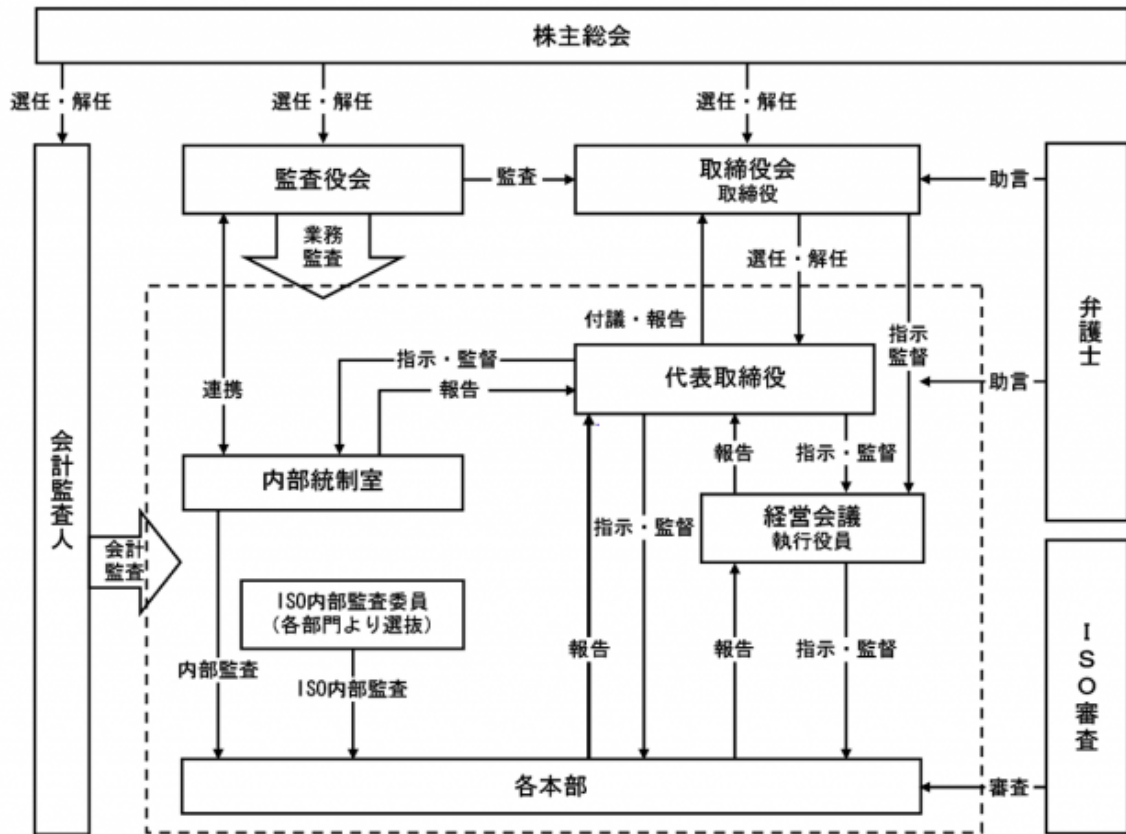 株主総会
選任・解任
選任・解任
選任・解任
監査役会
監査
取締役会
取締役
助言
弁護士
業務
監査
選任・解任
付議・報告
指示
監督
指示・監督
代表取締役
助言
連携
報告
会計監査人
内部統制室
報告
指示・監督
経営会議
執行役員
指示・監督
会計
監査
ISO内部監査委員
(各部門より選抜)
ISO審査
内部監査
ISO内部監査
報告
報告
指示・監督
各本部
審査